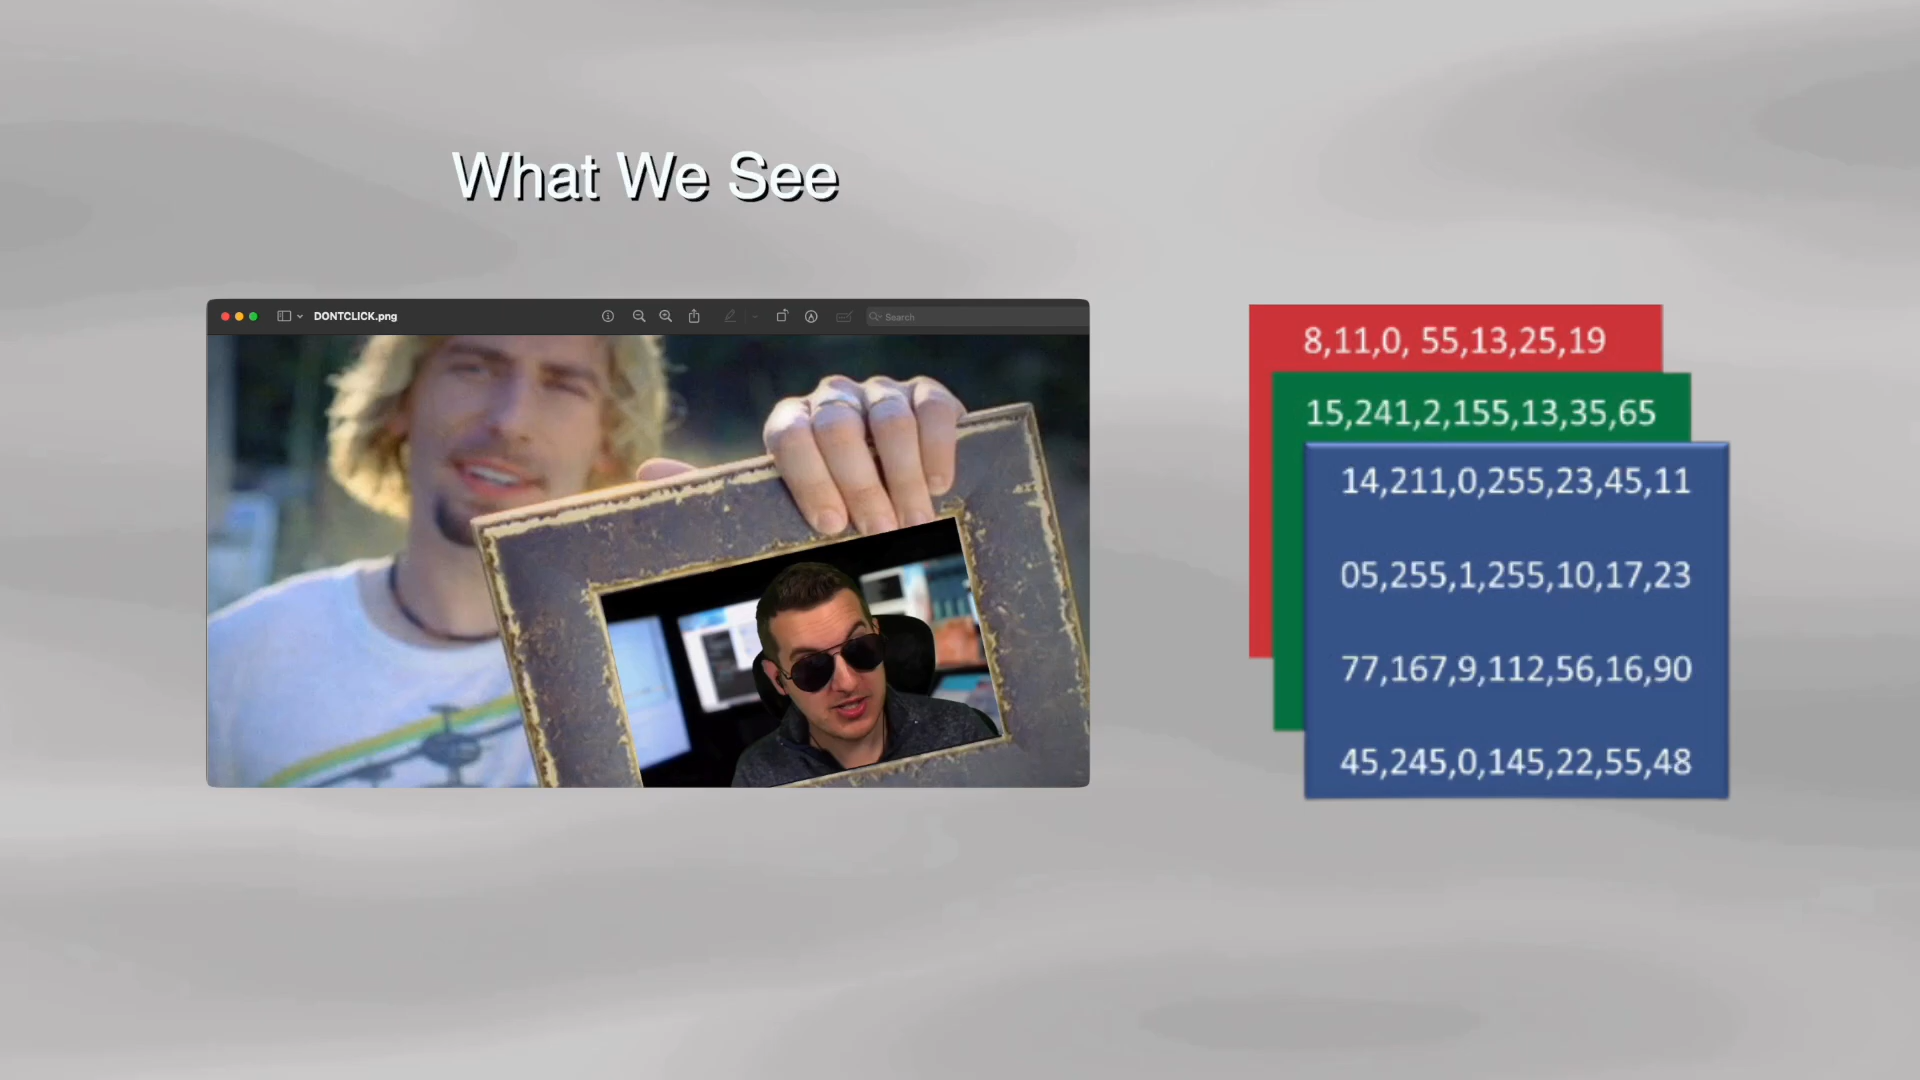 What We See
DONTCLICK.png
Search
8,11,0, 55,13,25,19
15,241,2,155,13,35,65
14,211,0,255,23,45,11
05,255,1,255,10,17,23
77,167,9,112,56,16,90
45,245,0,145,22,55,48